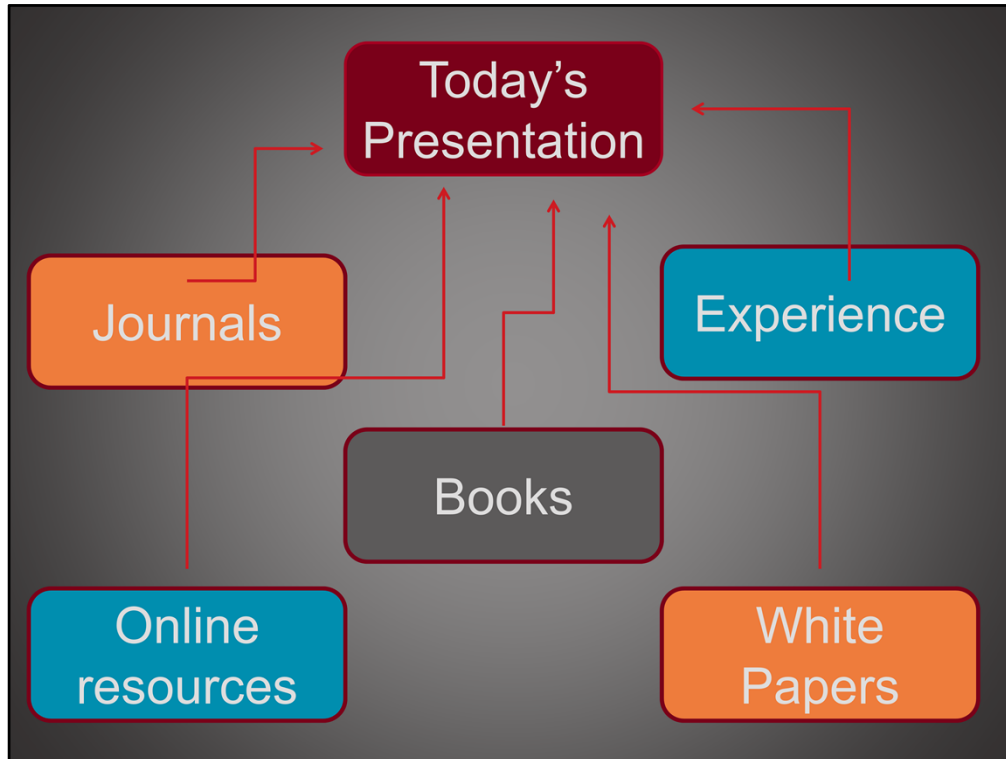 Today’s
Presentation
Journals
Experience
Books
Online
resources
White
Papers